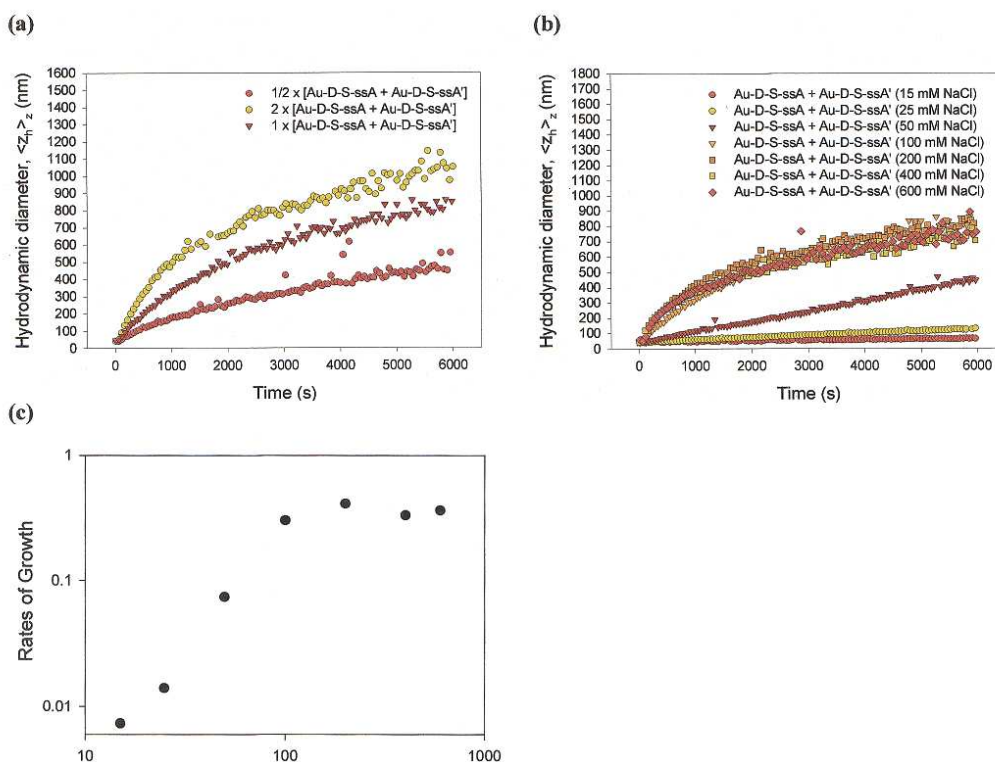 (a)
Hydrodynamic diameter, <z_h>_z (nm)
1600
1500
1400
1300
1200
1100
1000
900
800
700
600
500
400
300
200
100
0
1/2 x [Au-D-S-ssA + Au-D-S-ssA']
2 x [Au-D-S-ssA + Au-D-S-ssA']
1 x [Au-D-S-ssA + Au-D-S-ssA']
0 1000 2000 3000 4000 5000 6000
Time (s)
(b)
Hydrodynamic diameter, <z_h>_z (nm)
1800
1700
1600
1500
1400
1300
1200
1100
1000
900
800
700
600
500
400
300
200
100
0
Au-D-S-ssA + Au-D-S-ssA' (15 mM NaCl)
Au-D-S-ssA + Au-D-S-ssA' (25 mM NaCl)
Au-D-S-ssA + Au-D-S-ssA' (50 mM NaCl)
Au-D-S-ssA + Au-D-S-ssA' (100 mM NaCl)
Au-D-S-ssA + Au-D-S-ssA' (200 mM NaCl)
Au-D-S-ssA + Au-D-S-ssA' (400 mM NaCl)
Au-D-S-ssA + Au-D-S-ssA' (600 mM NaCl)
0 1000 2000 3000 4000 5000 6000
Time (s)
(c)
Rates of Growth
1
0.1
0.01
10 100 1000